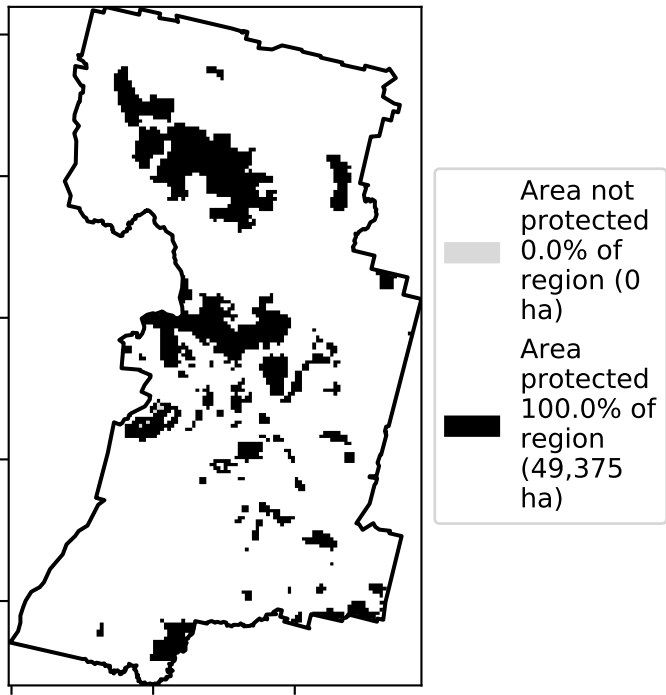 Area not
protected
0.0% of
region (0
ha)
Area
protected
100.0% of
region
(49,375
ha)